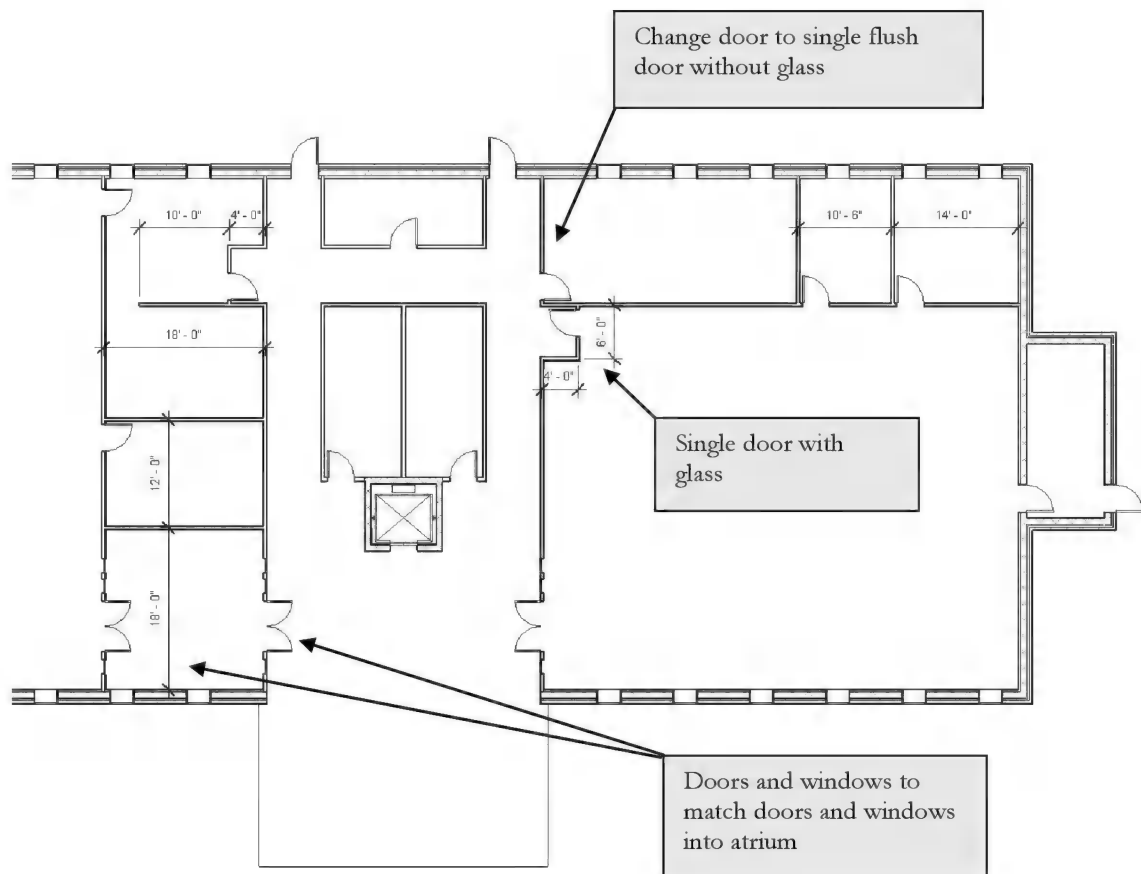 Change door to single flush
door without glass
10' - 0"
4' - 0"
10' - 6"
14' - 0"
18' - 0"
6' - 0"
4' - 0"
Single door with
glass
12' - 0"
18' - 0"
Doors and windows to
match doors and windows
into atrium